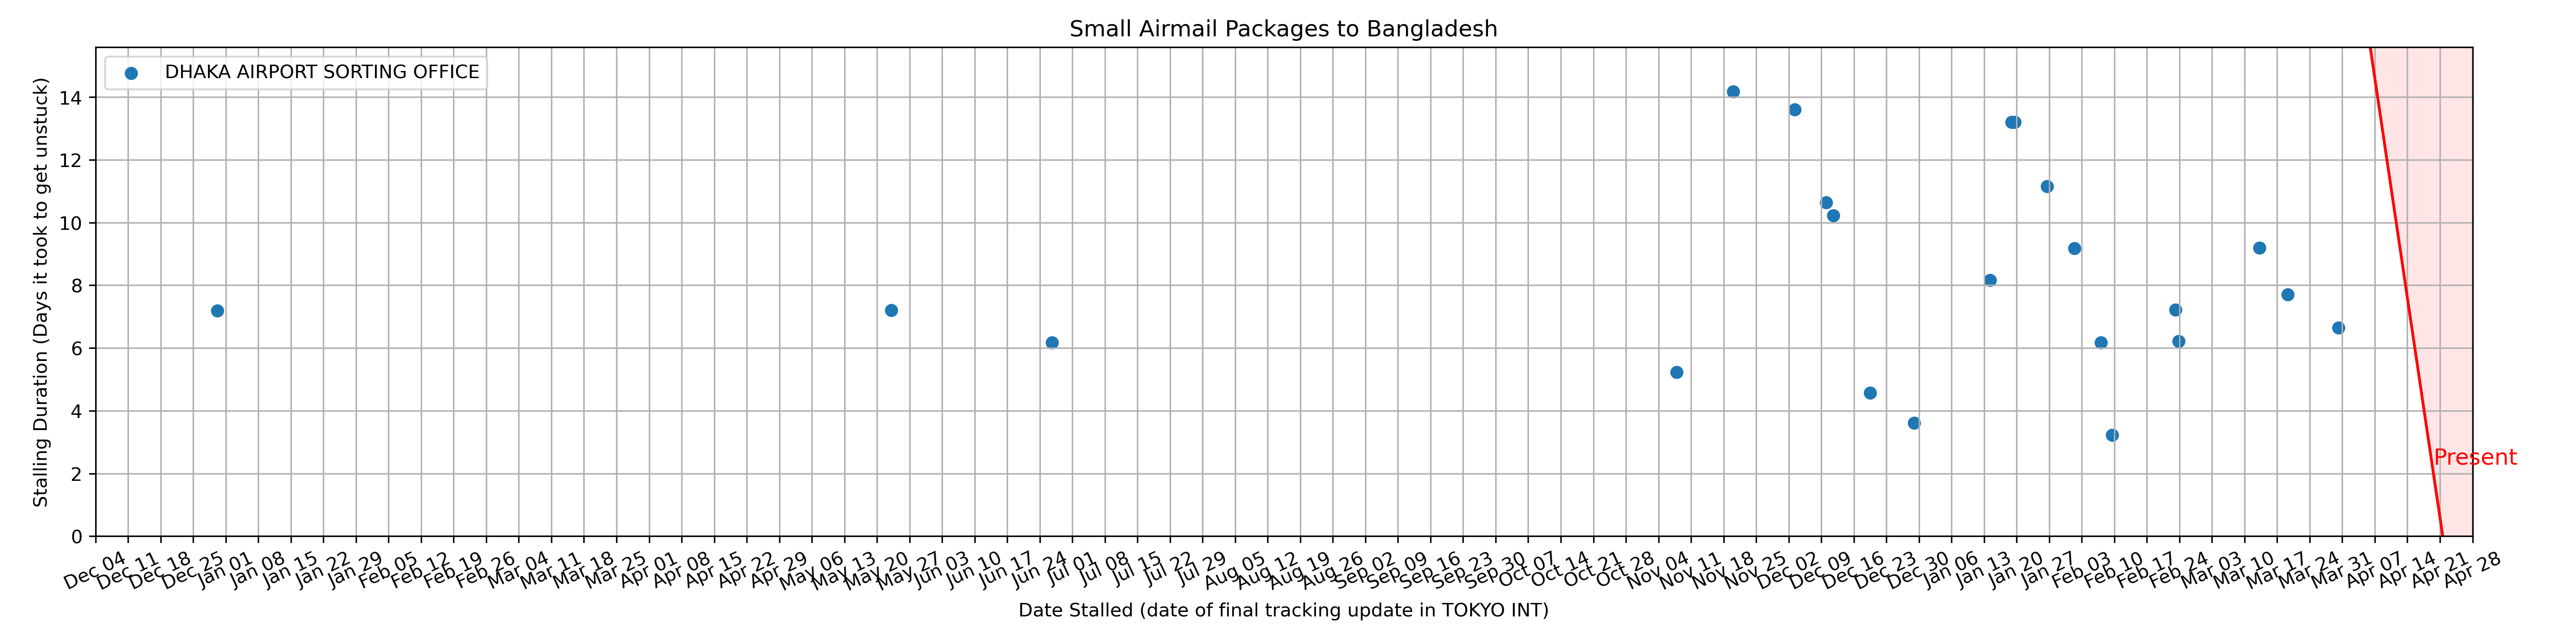 Small Airmail Packages to Bangladesh
DHAKA AIRPORT SORTING OFFICE
Stalling Duration (Days it took to get unstuck)
14
12
10
8
6
4
2
0
Present
Dec 04 Dec 11 Dec 18 Dec 25 Jan 01 Jan 08 Jan 15 Jan 22 Jan 29 Feb 05 Feb 12 Feb 19 Feb 26 Mar 04 Mar 11 Mar 18 Mar 25 Apr 01 Apr 08 Apr 15 Apr 22 Apr 29 May 06 May 13 May 20 May 27 Jun 03 Jun 10 Jun 17 Jun 24 Jul 01 Jul 08 Jul 15 Jul 22 Jul 29 Aug 05 Aug 12 Aug 19 Aug 26 Sep 02 Sep 09 Sep 16 Sep 23 Sep 30 Oct 07 Oct 14 Oct 21 Oct 28 Nov 04 Nov 11 Nov 18 Nov 25 Dec 02 Dec 09 Dec 16 Dec 23 Dec 30 Jan 06 Jan 13 Jan 20 Jan 27 Feb 03 Feb 10 Feb 17 Feb 24 Mar 03 Mar 10 Mar 17 Mar 24 Mar 31 Apr 07 Apr 14 Apr 21 Apr 28
Date Stalled (date of final tracking update in TOKYO INT)